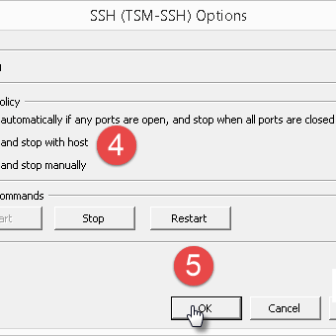 SSH (TSM-SSH) Options
olicy
automatically if any ports are open, and stop when all ports are closed
and stop with host
4
and stop manually
ommands
art Stop Restart
5
OK Cancel